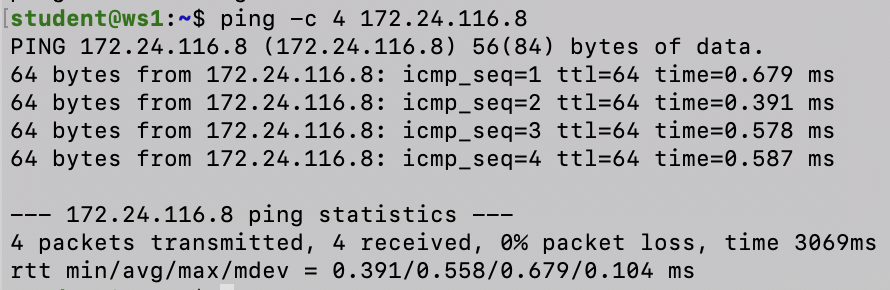 [student@ws1:~$ ping -c 4 172.24.116.8
PING 172.24.116.8 (172.24.116.8) 56(84) bytes of data.
64 bytes from 172.24.116.8: icmp_seq=1 ttl=64 time=0.679 ms
64 bytes from 172.24.116.8: icmp_seq=2 ttl=64 time=0.391 ms
64 bytes from 172.24.116.8: icmp_seq=3 ttl=64 time=0.578 ms
64 bytes from 172.24.116.8: icmp_seq=4 ttl=64 time=0.587 ms
--- 172.24.116.8 ping statistics ---
4 packets transmitted, 4 received, 0% packet loss, time 3069ms
rtt min/avg/max/mdev = 0.391/0.558/0.679/0.104 ms